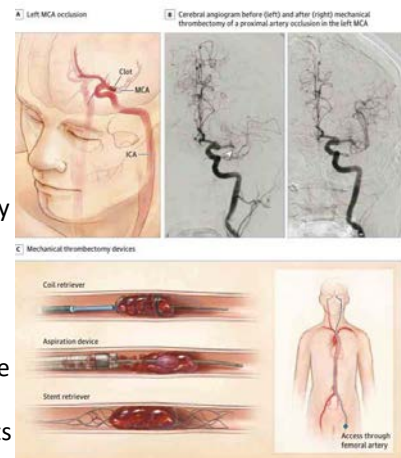 A Left MCA occlusion
B Cerebral angiogram before (left) and after (right) mechanical
thrombectomy of a proximal artery occlusion in the left MCA
Clot
MCA
ICA
y
C Mechanical thrombectomy devices
Coil retriever
Aspiration device
Stent retriever
e
ts
Access through
femoral artery